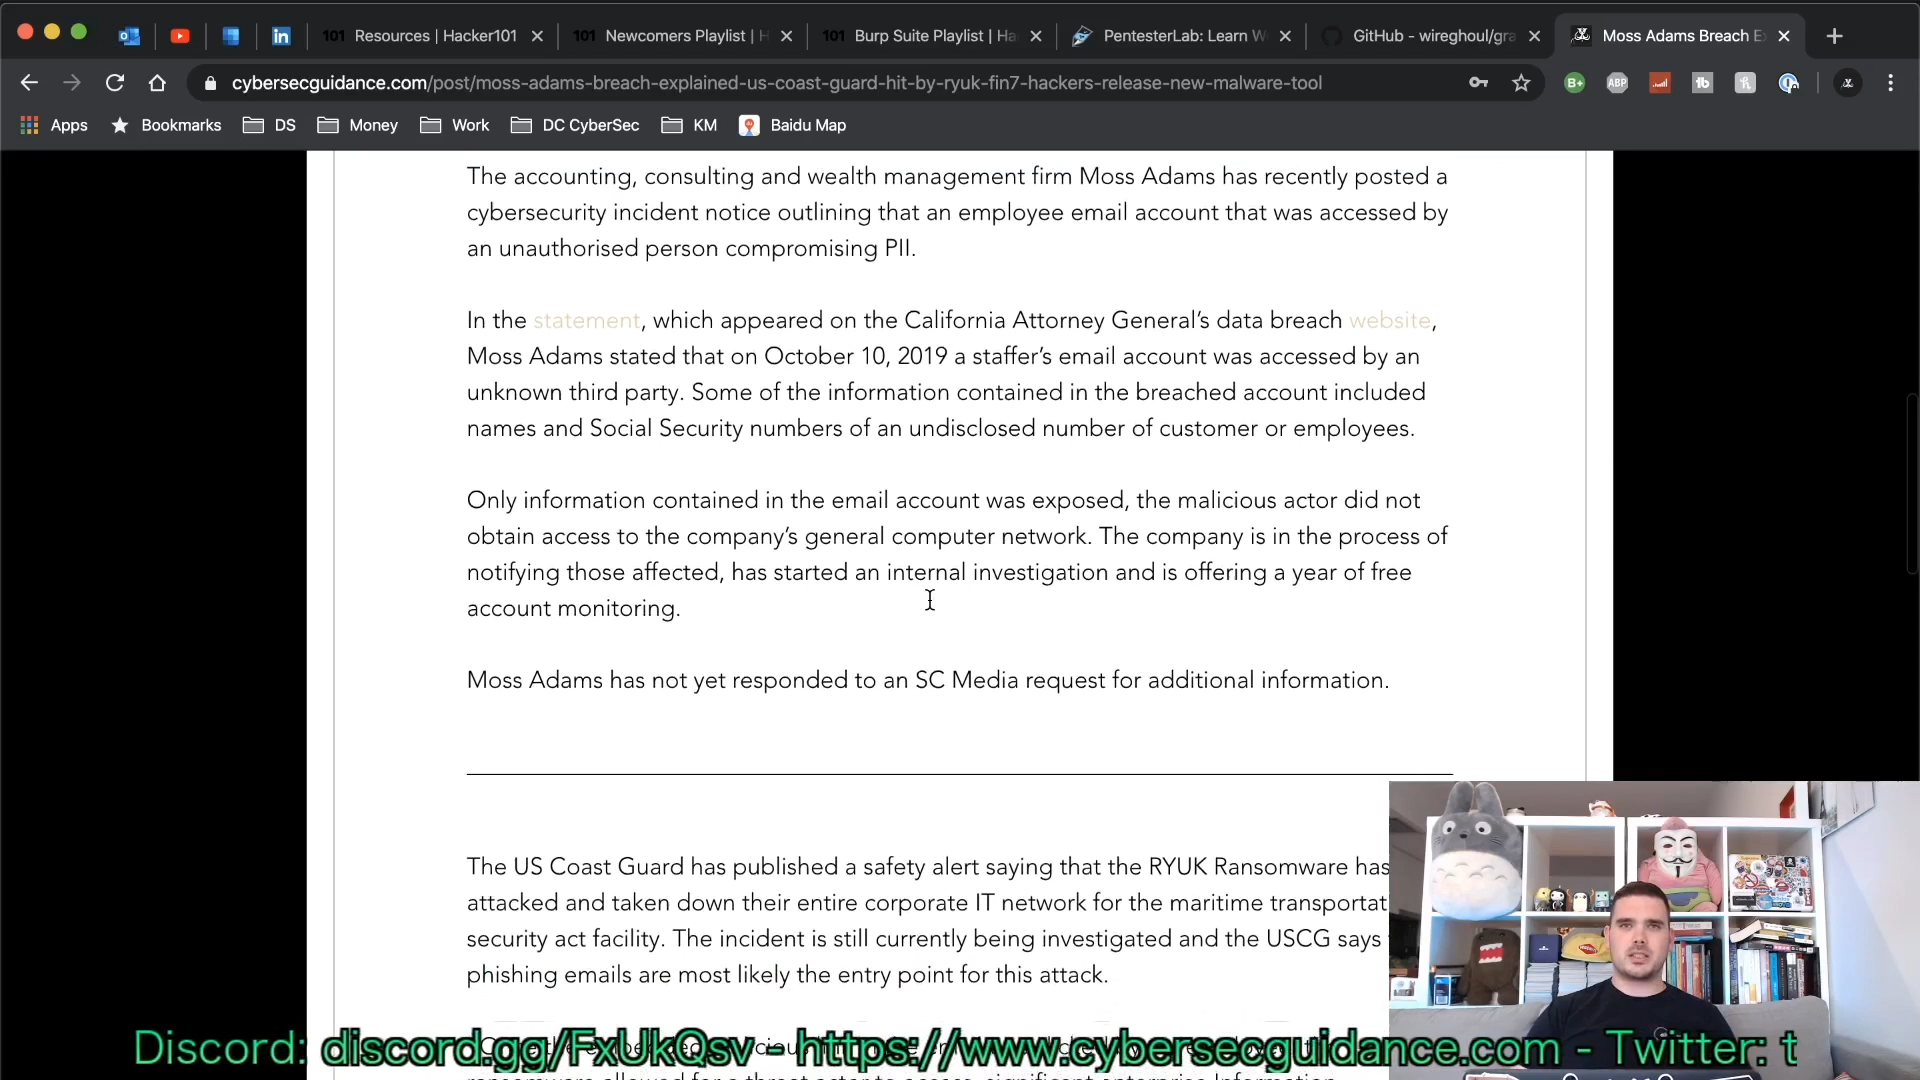 Resources | Hacker101
Newcomers Playlist | H
Burp Suite Playlist | Ha
PentesterLab: Learn W
GitHub - wireghoul/gra
Moss Adams Breach E
cybersecguidance.com/post/moss-adams-breach-explained-us-coast-guard-hit-by-ryuk-fin7-hackers-release-new-malware-tool
Apps Bookmarks DS Money Work DC CyberSec KM Baidu Map
The accounting, consulting and wealth management firm Moss Adams has recently posted a
cybersecurity incident notice outlining that an employee email account that was accessed by
an unauthorised person compromising PII.
In the statement, which appeared on the California Attorney General's data breach website,
Moss Adams stated that on October 10, 2019 a staffer's email account was accessed by an
unknown third party. Some of the information contained in the breached account included
names and Social Security numbers of an undisclosed number of customer or employees.
Only information contained in the email account was exposed, the malicious actor did not
obtain access to the company's general computer network. The company is in the process of
notifying those affected, has started an internal investigation and is offering a year of free
account monitoring.
Moss Adams has not yet responded to an SC Media request for additional information.
The US Coast Guard has published a safety alert saying that the RYUK Ransomware has
attacked and taken down their entire corporate IT network for the maritime transportat
security act facility. The incident is still currently being investigated and the USCG says
phishing emails are most likely the entry point for this attack.
Discord: discord.gg/ - https://www.cybersecguidance.com - Twitter: t